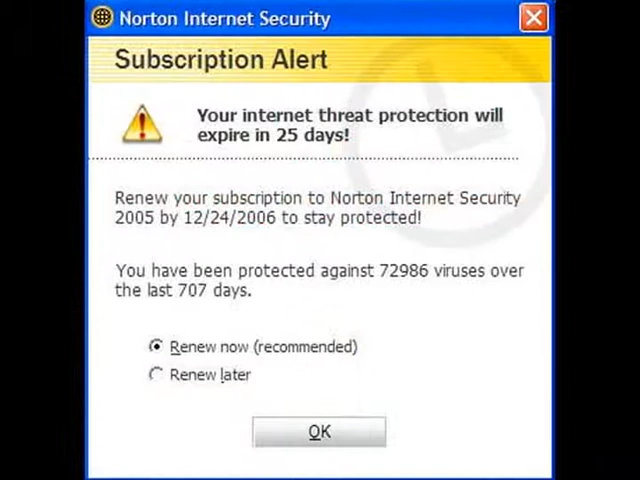 Norton Internet Security
Subscription Alert
Your internet threat protection will
expire in 25 days!
Renew your subscription to Norton Internet Security
2005 by 12/24/2006 to stay protected!
You have been protected against 72986 viruses over
the last 707 days.
Renew now (recommended)
Renew later
OK